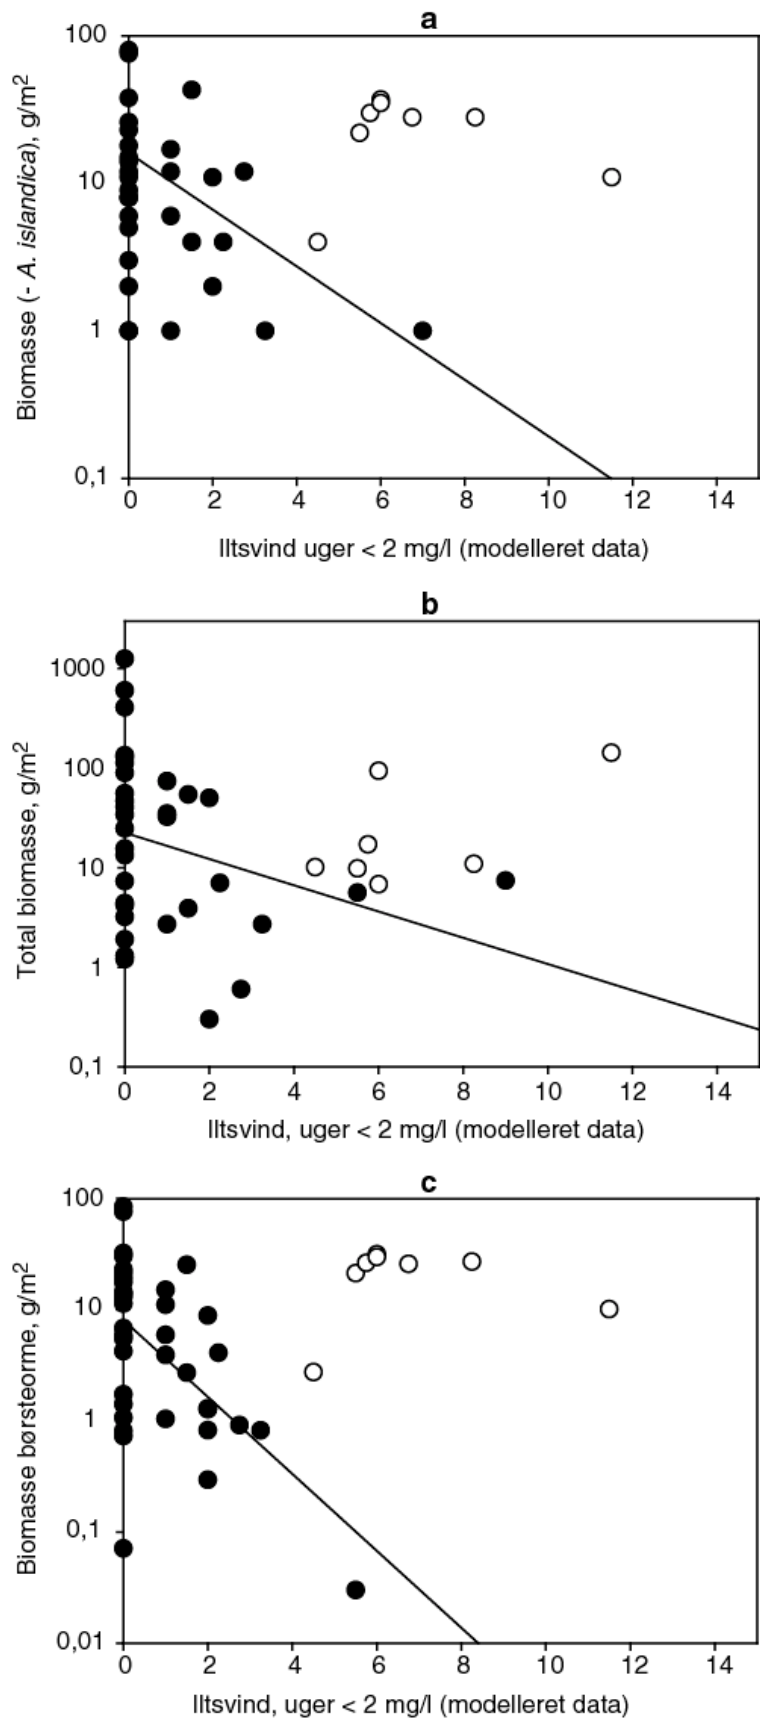 a
100
10
1
0,1
Biomasse (- A. islandica), g/m²
0 2 4 6 8 10 12 14
Iltsvind uger < 2 mg/l (modelleret data)
b
1000
100
10
1
0,1
Total biomasse, g/m²
0 2 4 6 8 10 12 14
Iltsvind, uger < 2 mg/l (modelleret data)
c
100
10
1
0,1
0,01
Biomasse børsteorme, g/m²
0 2 4 6 8 10 12 14
Iltsvind, uger < 2 mg/l (modelleret data)